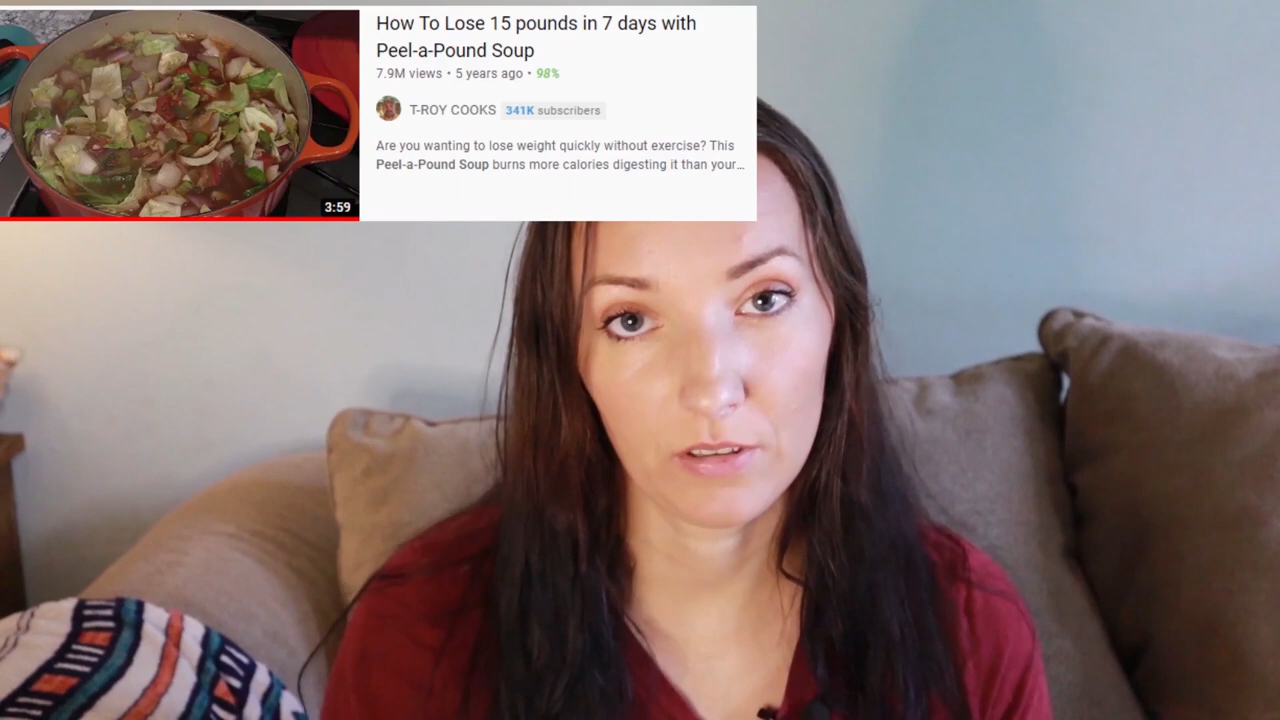 How To Lose 15 pounds in 7 days with
Peel-a-Pound Soup
7.9M views • 5 years ago • 98%
T-ROY COOKS 341K subscribers
Are you wanting to lose weight quickly without exercise? This
Peel-a-Pound Soup burns more calories digesting it than your...
3:59